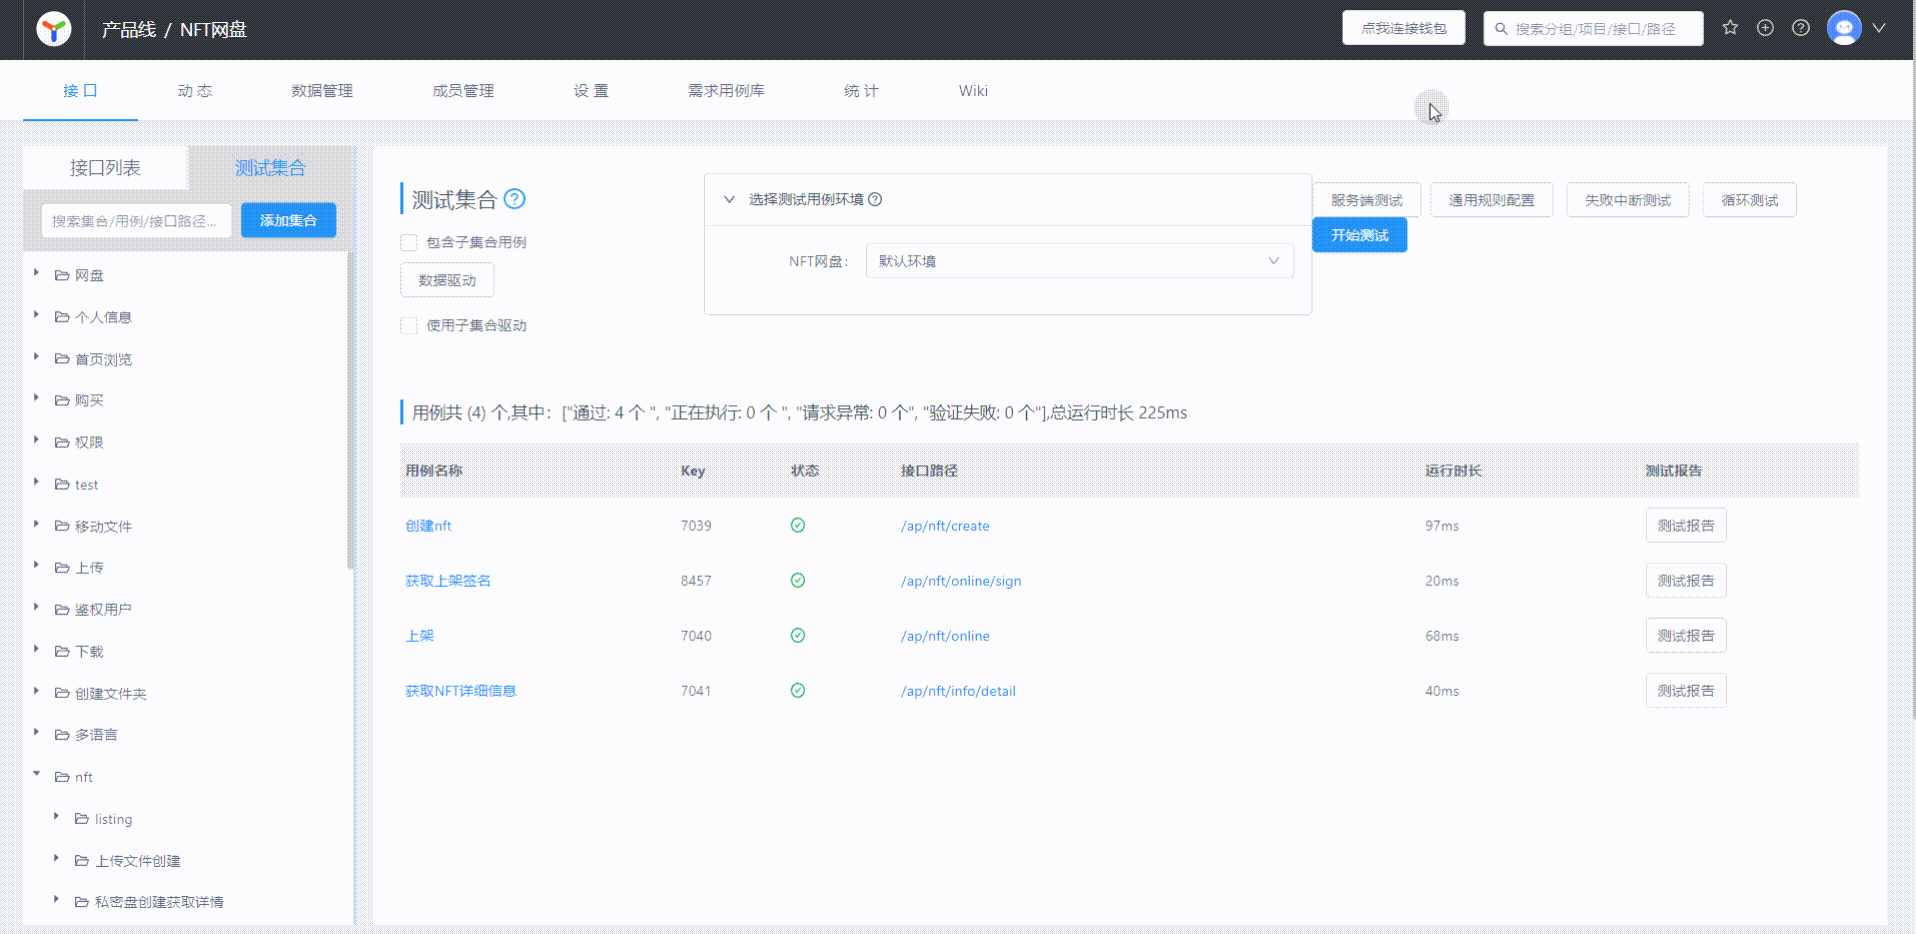 产品线 / NFT网盘
点我连接钱包
搜索分组/项目/接口/路径
接 口
动 态
数据管理
成员管理
设 置
需求用例库
统 计
Wiki
接口列表
测试集合
搜索集合/用例/接口路径...
添加集合
网盘
个人信息
首页浏览
购买
权限
test
移动文件
上传
鉴权用户
下载
创建文件夹
多语言
nft
listing
上传文件创建
私密盘创建获取详情
测试集合
包含子集合用例
数据驱动
使用子集合驱动
选择测试用例环境
NFT网盘：
默认环境
服务端测试
通用规则配置
失败中断测试
循环测试
开始测试
用例共 (4) 个,其中：["通过: 4 个 ", "正在执行: 0 个 ", "请求异常: 0 个", "验证失败: 0 个"],总运行时长 225ms
用例名称 Key 状态 接口路径 运行时长 测试报告
创建nft 7039 /ap/nft/create 97ms 测试报告
获取上架签名 8457 /ap/nft/online/sign 20ms 测试报告
上架 7040 /ap/nft/online 68ms 测试报告
获取NFT详细信息 7041 /ap/nft/info/detail 40ms 测试报告